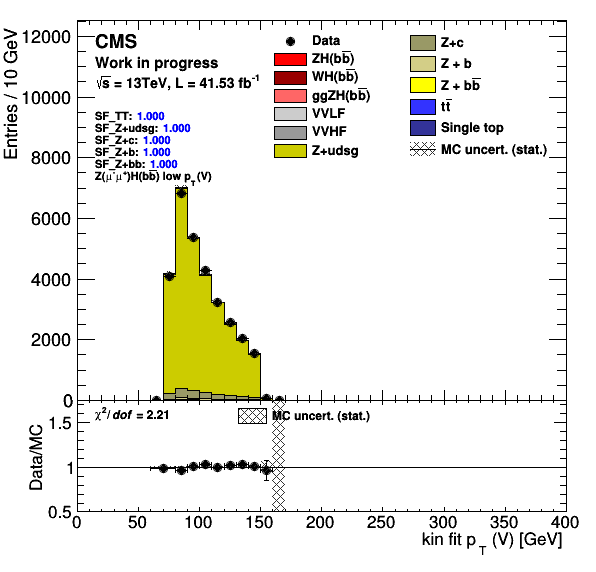 CMS
Work in progress
√s = 13TeV, L = 41.53 fb⁻¹
SF_TT: 1.000
SF_Z+udsg: 1.000
SF_Z+c: 1.000
SF_Z+b: 1.000
SF_Z+bb: 1.000
Z(μ⁻μ⁺)H(bb̅) low p_T(V)
Data
ZH(bb̅)
WH(bb̅)
ggZH(bb̅)
VVLF
VVHF
Z+udsg
Z+c
Z + b
Z + bb̅
tt̅
Single top
MC uncert. (stat.)
Entries / 10 GeV
12000
10000
8000
6000
4000
2000
0
χ²/dof = 2.21
MC uncert. (stat.)
Data/MC
1.5
1
0.5
0 50 100 150 200 250 300 350 400
kin fit p_T (V) [GeV]